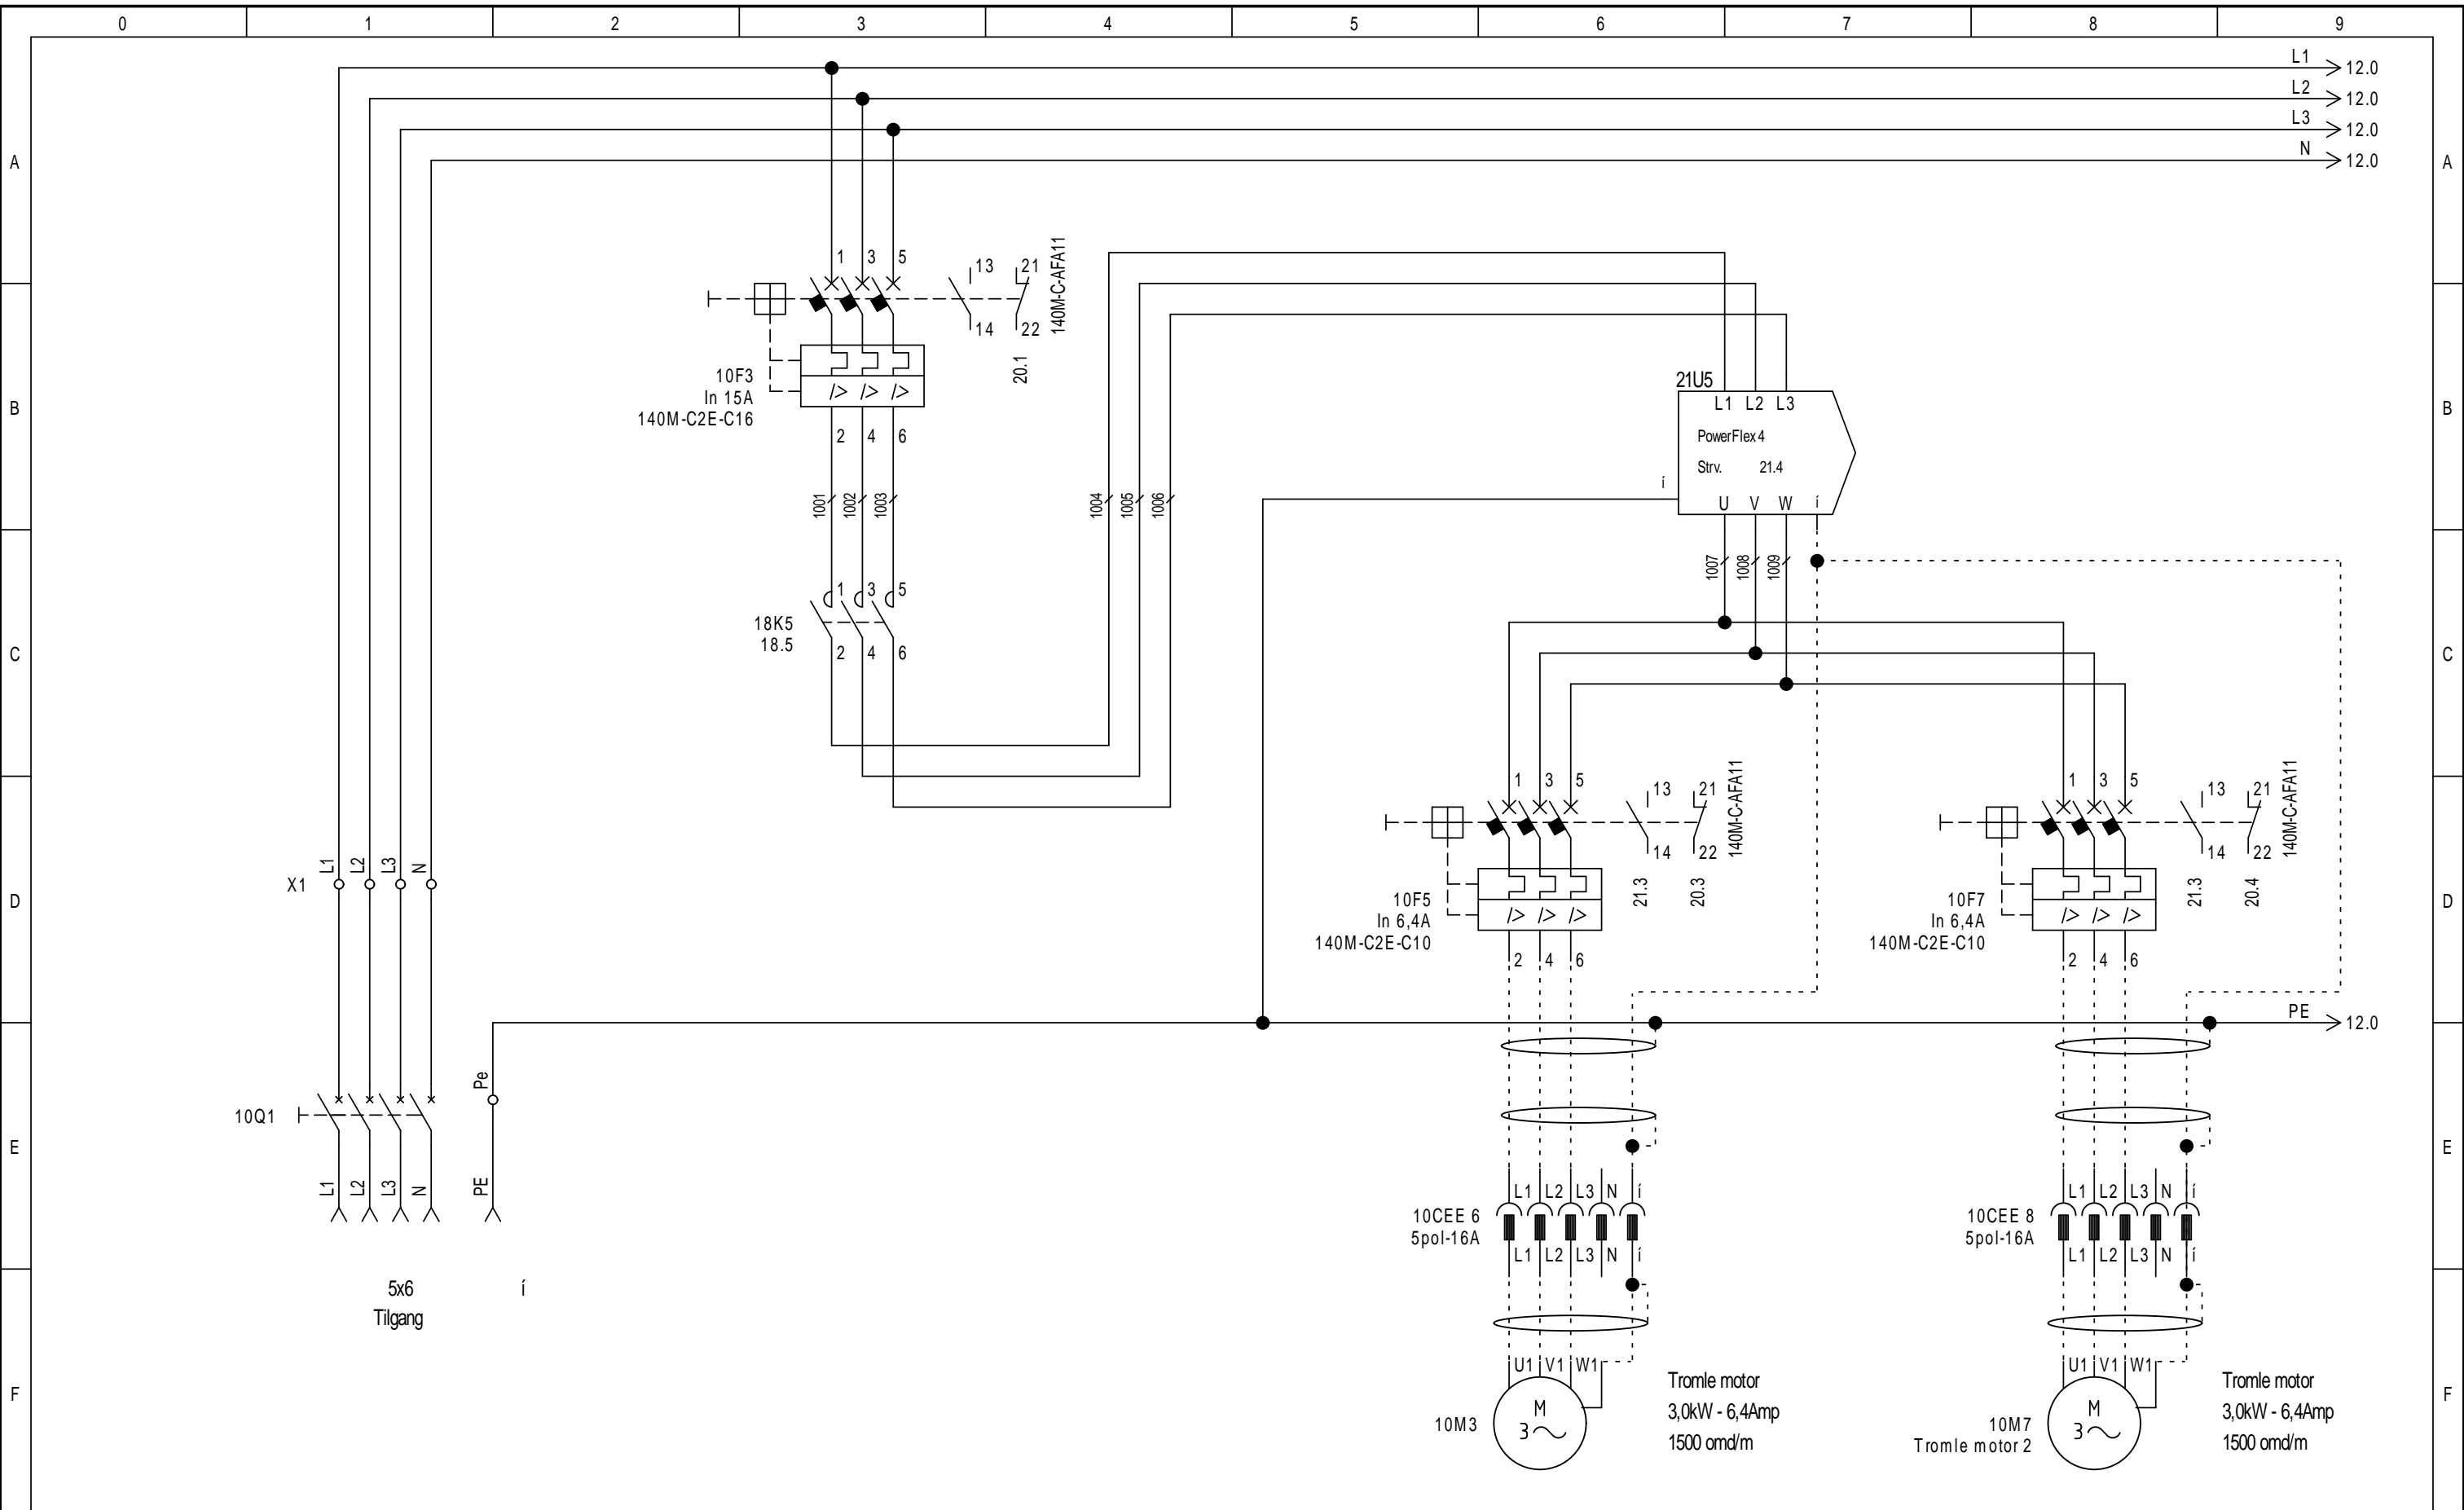 0 1 2 3 4 5 6 7 8 9
L1 12.0
L2 12.0
L3 12.0
N 12.0
A A
1 3 5 13 21
14 22
140M-C-AFA11
20.1
10F3
In 15A
140M-C2E-C16
2 4 6
B B
21U5
L1 L2 L3
PowerFlex 4
Strv. 21.4
í
U V W í
1001 1002 1003 1004 1005 1006
1007 1008 1009
1 3 5
18K5
18.5
2 4 6
C C
1 3 5 13 21
14 22
140M-C-AFA11
10F5
In 6,4A
140M-C2E-C10
21.3 20.3
2 4 6
1 3 5 13 21
14 22
140M-C-AFA11
10F7
In 6,4A
140M-C2E-C10
21.3 20.4
2 4 6
X1 L1 L2 L3 N
D D
PE 12.0
Pe
10Q1
E E
L1 L2 L3 N PE
L1 L2 L3 N í
10CEE 6
5pol-16A
L1 L2 L3 N í
L1 L2 L3 N í
10CEE 8
5pol-16A
L1 L2 L3 N í
5x6 í
Tilgang
F F
U1 V1 W1
M
3
10M3
Tromle motor
3,0kW - 6,4Amp
1500 omd/m
U1 V1 W1
M
3
10M7
Tromle motor 2
Tromle motor
3,0kW - 6,4Amp
1500 omd/m